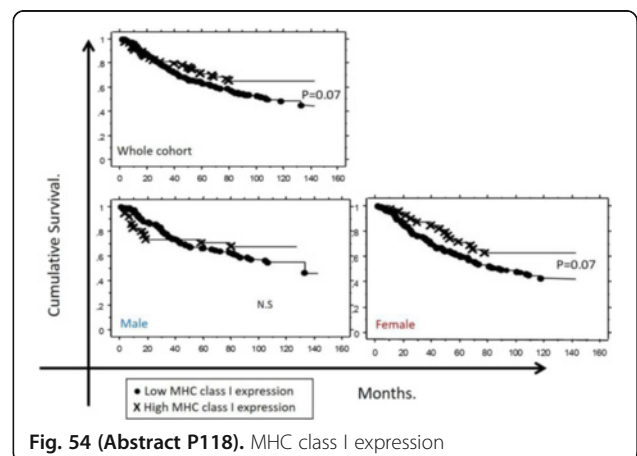 1
,8
,6
,4
,2
0
P=0.07
Whole cohort
0 20 40 60 80 100 120 140 160
1
,8
,6
,4
,2
0
N.S
Male
0 20 40 60 80 100 120 140 160
1
,8
,6
,4
,2
0
P=0.07
Female
0 20 40 60 80 100 120 140 160
Cumulative Survival.
Months.
● Low MHC class I expression
X High MHC class I expression
Fig. 54 (Abstract P118). MHC class I expression